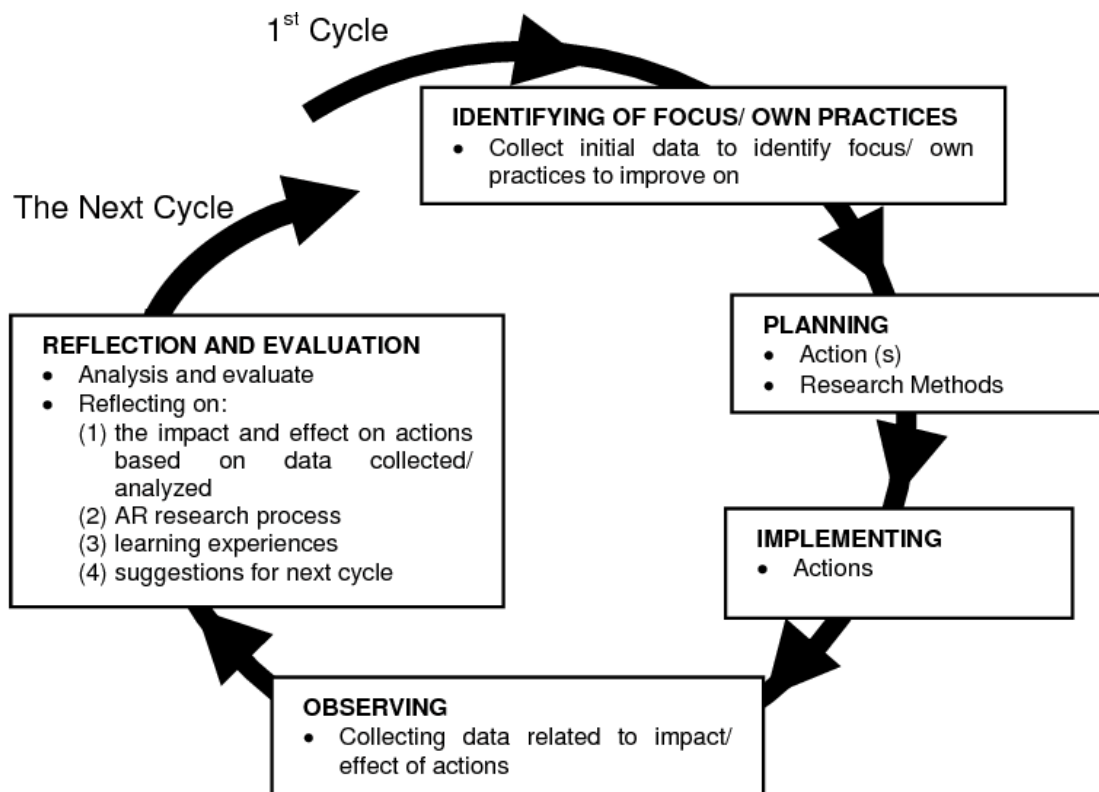 1st Cycle
IDENTIFYING OF FOCUS/ OWN PRACTICES
• Collect initial data to identify focus/ own
practices to improve on
The Next Cycle
PLANNING
• Action (s)
• Research Methods
REFLECTION AND EVALUATION
• Analysis and evaluate
• Reflecting on:
(1) the impact and effect on actions
based on data collected/
analyzed
(2) AR research process
(3) learning experiences
(4) suggestions for next cycle
IMPLEMENTING
• Actions
OBSERVING
• Collecting data related to impact/
effect of actions